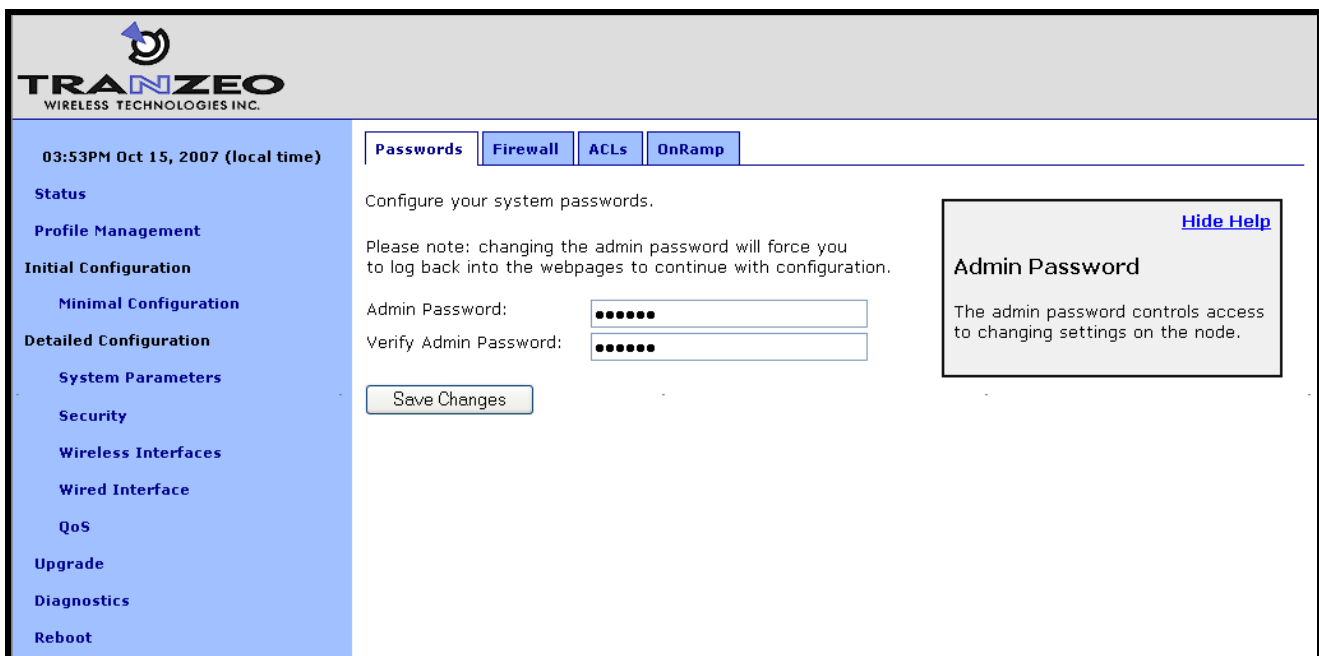 TRANZEO
WIRELESS TECHNOLOGIES INC.
03:53PM Oct 15, 2007 (local time)
Status
Profile Management
Initial Configuration
Minimal Configuration
Detailed Configuration
System Parameters
Security
Wireless Interfaces
Wired Interface
QoS
Upgrade
Diagnostics
Reboot
Passwords
Firewall
ACLs
OnRamp
Configure your system passwords.
Please note: changing the admin password will force you
to log back into the webpages to continue with configuration.
Admin Password: ●●●●●●
Verify Admin Password: ●●●●●●
Save Changes
Hide Help
Admin Password
The admin password controls access
to changing settings on the node.